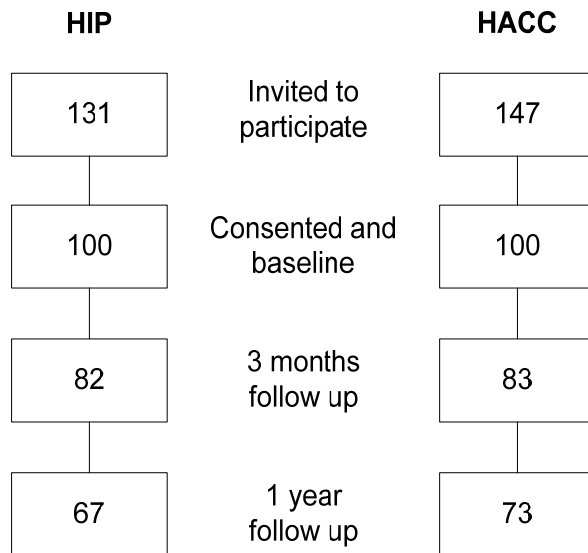 HIP
HACC
131
Invited to
participate
147
100
Consented and
baseline
100
82
3 months
follow up
83
67
1 year
follow up
73